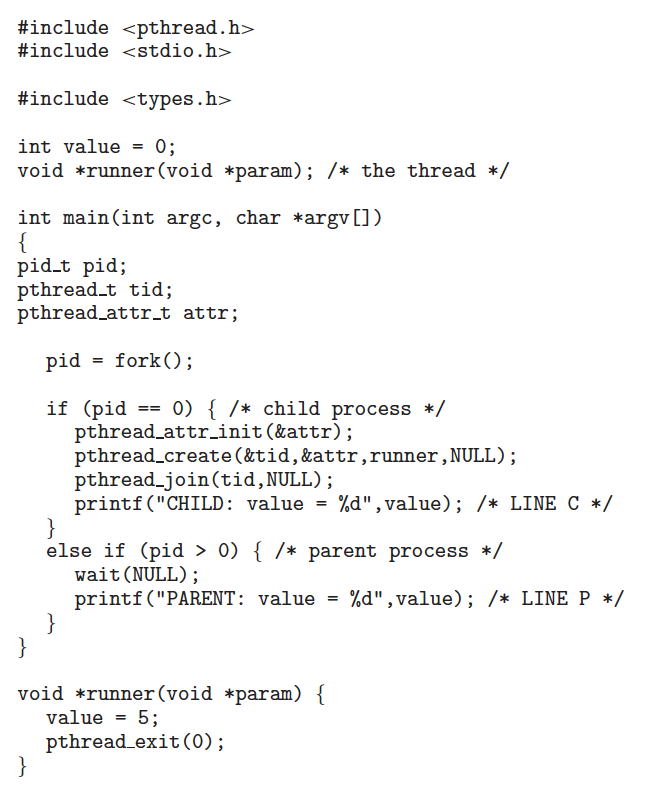 #include <pthread.h>
#include <stdio.h>
#include <types.h>
int value = 0;
void *runner(void *param); /* the thread */
int main(int argc, char *argv[])
{
pid_t pid;
pthread_t tid;
pthread_attr_t attr;
pid = fork();
if (pid == 0) { /* child process */
pthread_attr_init(&attr);
pthread_create(&tid,&attr,runner,NULL);
pthread_join(tid,NULL);
printf("CHILD: value = %d",value); /* LINE C */
}
else if (pid > 0) { /* parent process */
wait(NULL);
printf("PARENT: value = %d",value); /* LINE P */
}
}
void *runner(void *param) {
value = 5;
pthread_exit(0);
}